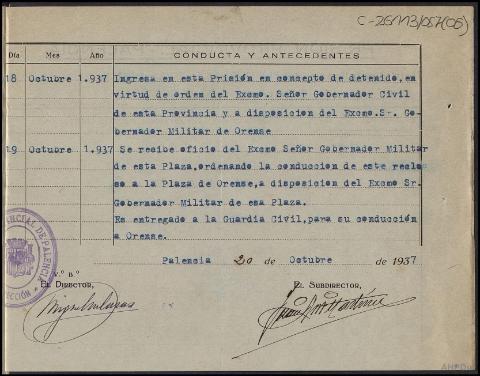 C-26113/057(06)
Día Mes Año CONDUCTA Y ANTECEDENTES
18 Octubre 1.937 Ingresa en esta Prisión en concepto de detenido, en
virtud de orden del Excmo. Señor Gobernador Civil
de esta Provincia y a disposicion del Excmo.Sr. Go-
bernador Militar de Orense
19 Octubre 1.937 Se recibe oficio del Excmo Señor Gobernador Militar
de esta Plaza.ordenando la conduccion de este reclu
so a la Plaza de Orense,a disposicion del Excmo Sr.
Gobernador Militar de esa Plaza.
Es entregado a la Guardia Civil,para su conducción
a Orense.
Palencia 20 de Octubre de 1937
V.º B.º
EL DIRECTOR,
EL SUBDIRECTOR,
PALENCIA